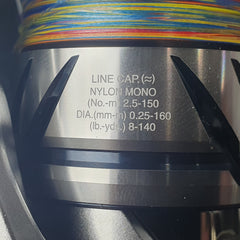 LINE CAP.(≈)
NYLON MONO
(No.-m) 2.5-150
DIA.(mm-m) 0.25-160
(lb.-yds.) 8-140